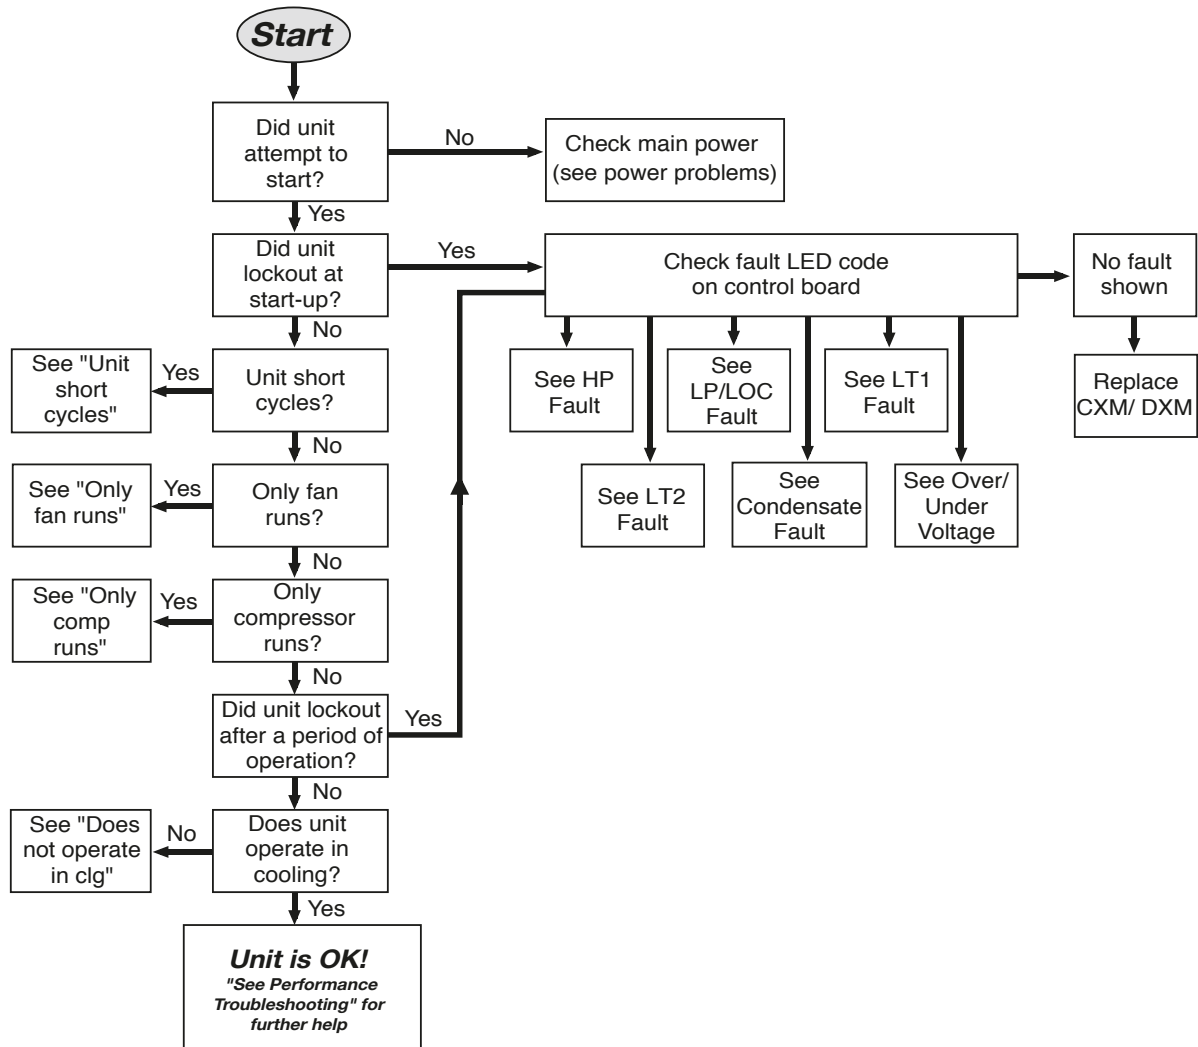 Start
Did unit
attempt to
start?
No
Check main power
(see power problems)
Yes
Did unit
lockout at
start-up?
Yes
Check fault LED code
on control board
No fault
shown
No
See "Unit
short
cycles"
Yes
Unit short
cycles?
See HP
Fault
See
LP/LOC
Fault
See LT1
Fault
Replace
CXM/ DXM
No
See "Only
fan runs"
Yes
Only fan
runs?
See LT2
Fault
See
Condensate
Fault
See Over/
Under
Voltage
No
See "Only
comp
runs"
Yes
Only
compressor
runs?
No
Did unit lockout
after a period of
operation?
Yes
No
See "Does
not operate
in clg"
No
Does unit
operate in
cooling?
Yes
Unit is OK!
"See Performance
Troubleshooting" for
further help